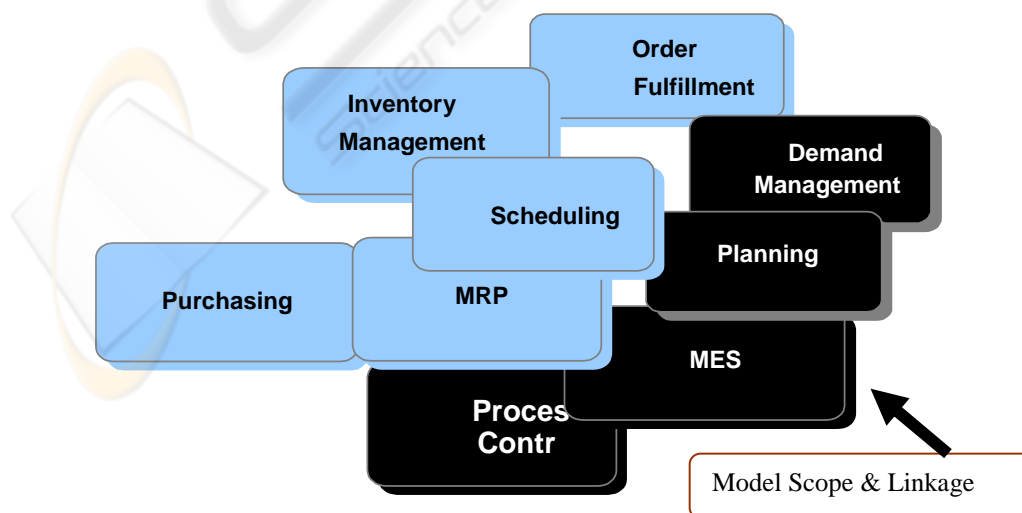 Order
Fulfillment
Inventory
Management
Demand
Management
Scheduling
Planning
Purchasing
MRP
MES
Proces
Contr
Model Scope & Linkage